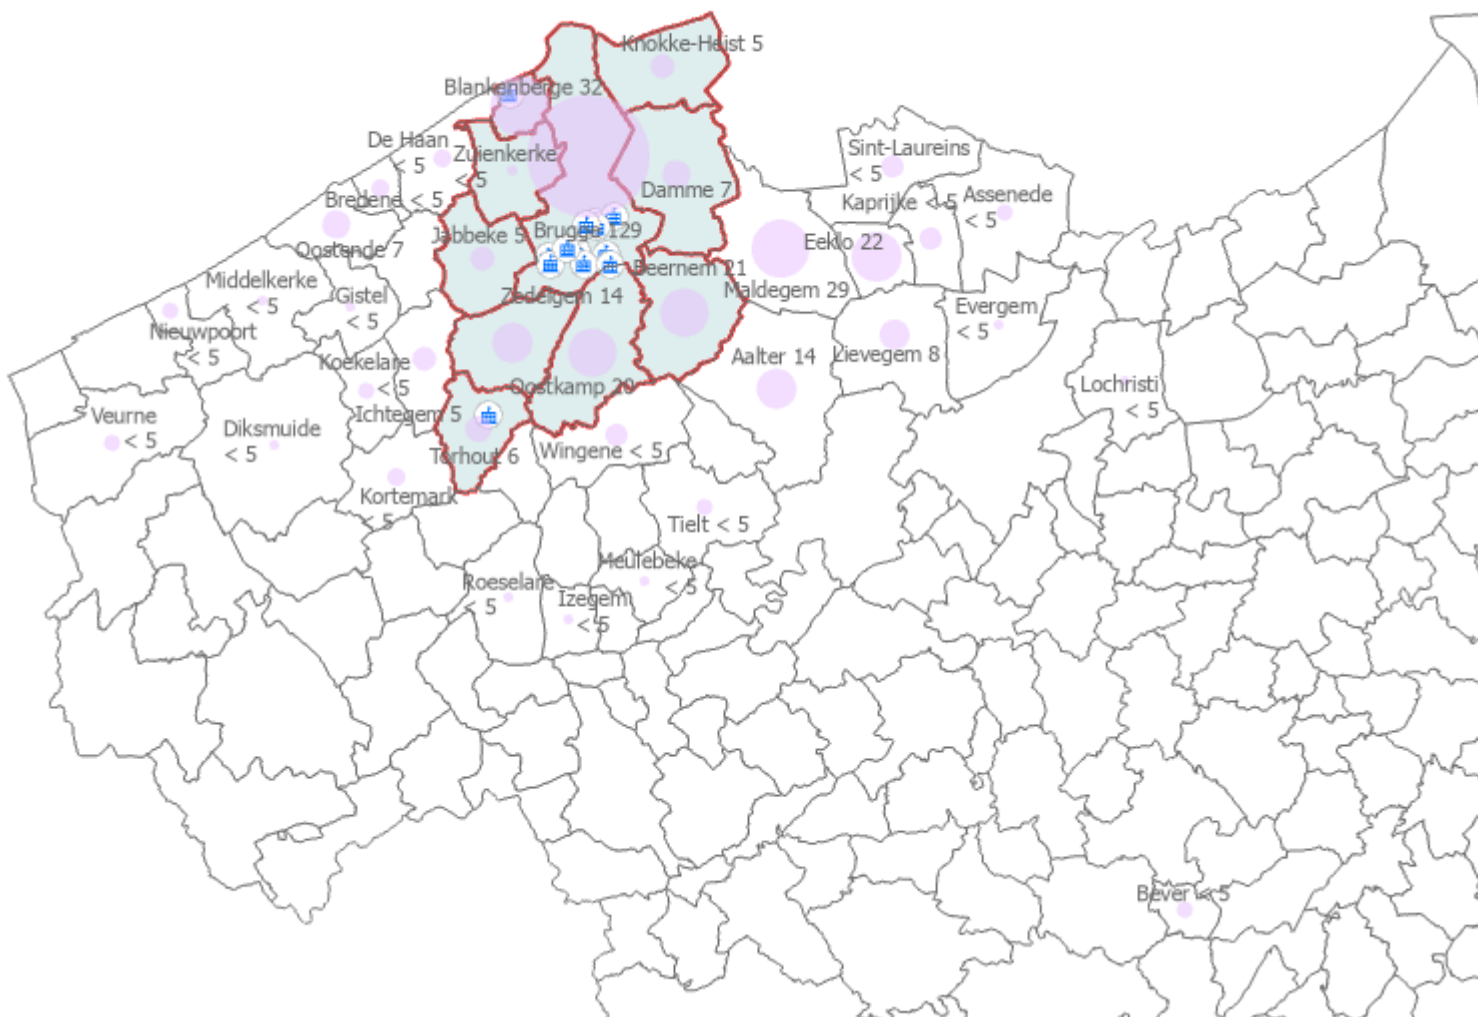 Knokke-Heist 5
Blankenberge 32
De Haan
< 5
Zuienkerke
< 5
Sint-Laureins
< 5
Damme 7
Bredene < 5
Kaprijke < 5
Assenede
< 5
Oostende 7
Jabbeke 5
Brugge 129
Eeklo 22
Beernem 21
Middelkerke
< 5
Gistel
< 5
Zedelgem 14
Maldegem 29
Evergem
< 5
Nieuwpoort
< 5
Koekelare
< 5
Aalter 14
Lievegem 8
Oostkamp 20
Lochristi
< 5
Veurne
< 5
Ichtegem 5
Diksmuide
< 5
Torhout 6
Wingene < 5
Kortemark
< 5
Tielt < 5
Meulebeke
< 5
Roeselare
< 5
Izegem
< 5
Bever < 5